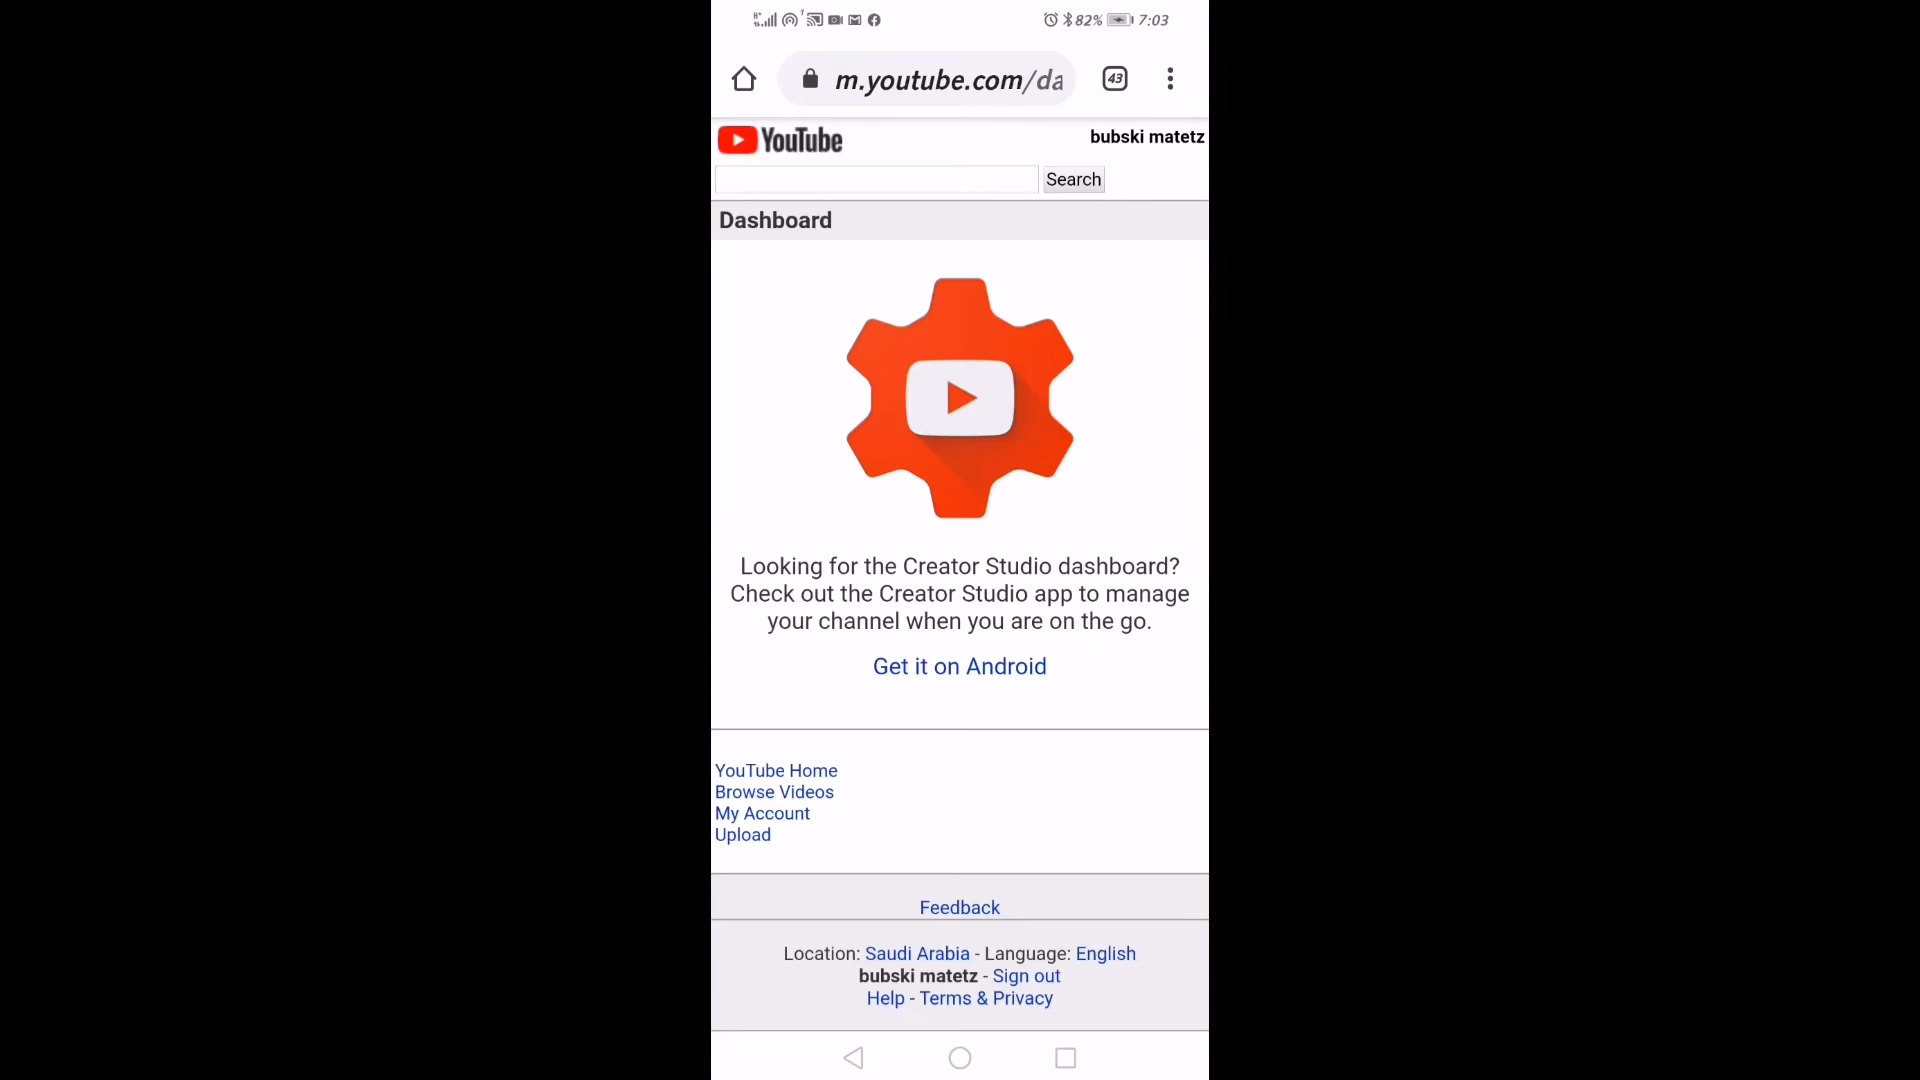 82% 7:03
m.youtube.com/da
43
YouTube
bubski matetz
Search
Dashboard
Looking for the Creator Studio dashboard?
Check out the Creator Studio app to manage
your channel when you are on the go.
Get it on Android
YouTube Home
Browse Videos
My Account
Upload
Feedback
Location: Saudi Arabia - Language: English
bubski matetz - Sign out
Help - Terms & Privacy